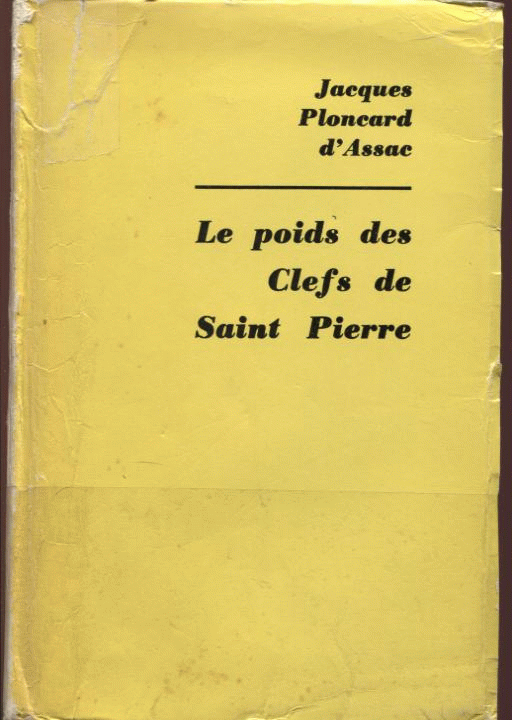 Jacques
Ploncard
d'Assac
Le poids des
Clefs de
Saint Pierre